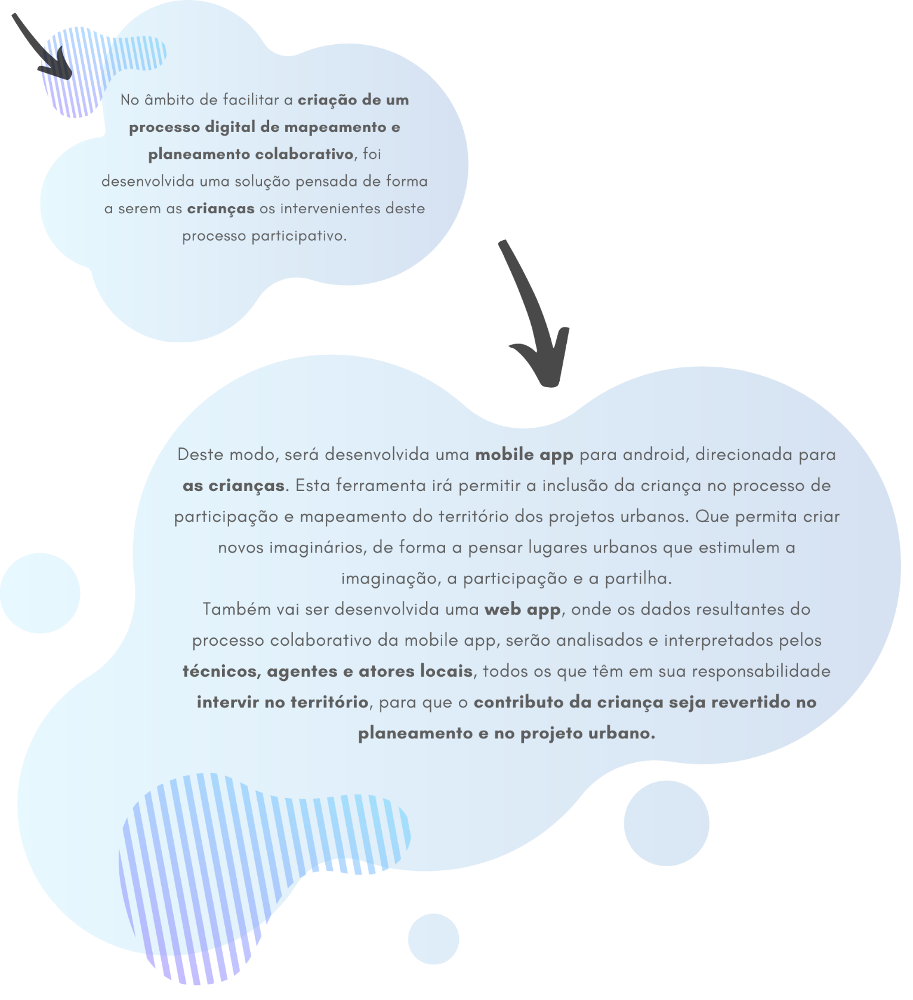 No âmbito de facilitar a criação de um
processo digital de mapeamento e
planeamento colaborativo, foi
desenvolvida uma solução pensada de forma
a serem as crianças os intervenientes deste
processo participativo.
Deste modo, será desenvolvida uma mobile app para android, direcionada para
as crianças. Esta ferramenta irá permitir a inclusão da criança no processo de
participação e mapeamento do território dos projetos urbanos. Que permita criar
novos imaginários, de forma a pensar lugares urbanos que estimulem a
imaginação, a participação e a partilha.
Também vai ser desenvolvida uma web app, onde os dados resultantes do
processo colaborativo da mobile app, serão analisados e interpretados pelos
técnicos, agentes e atores locais, todos os que têm em sua responsabilidade
intervir no território, para que o contributo da criança seja revertido no
planeamento e no projeto urbano.